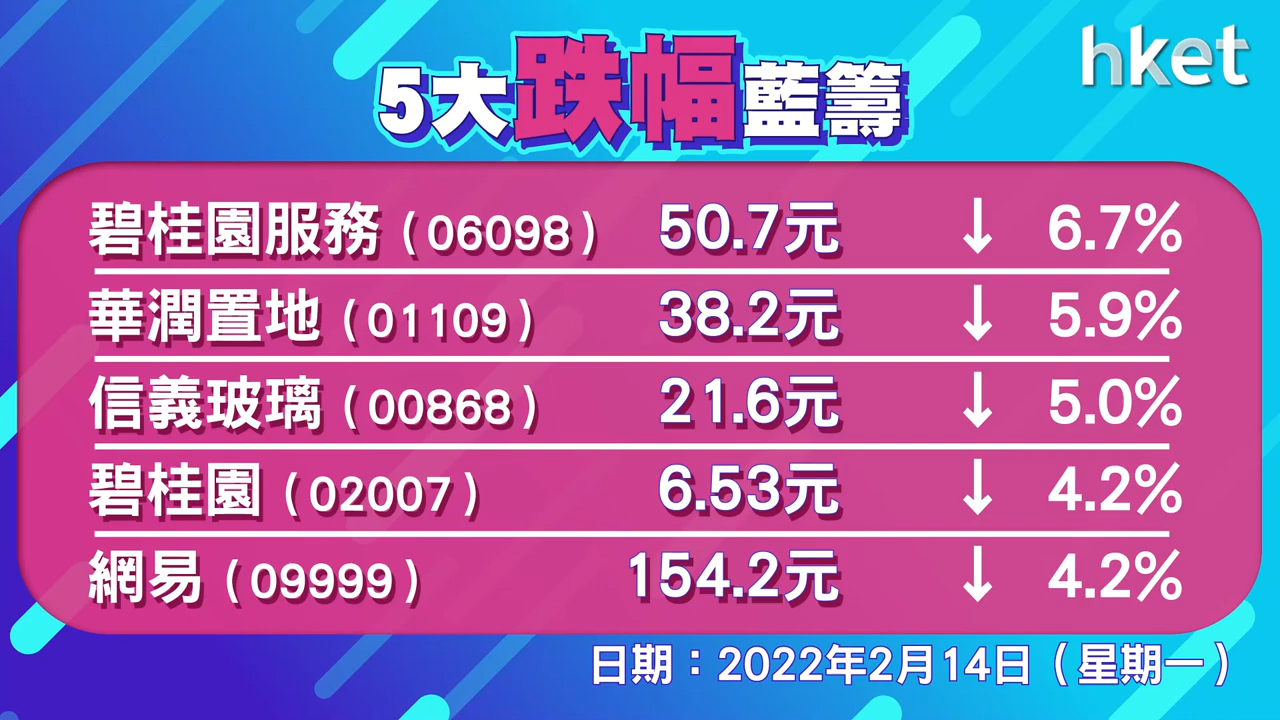 hket
5大跌幅藍籌
碧桂園服務（06098） 50.7元 ↓ 6.7%
華潤置地（01109） 38.2元 ↓ 5.9%
信義玻璃（00868） 21.6元 ↓ 5.0%
碧桂園（02007） 6.53元 ↓ 4.2%
網易（09999） 154.2元 ↓ 4.2%
日期：2022年2月14日（星期一）